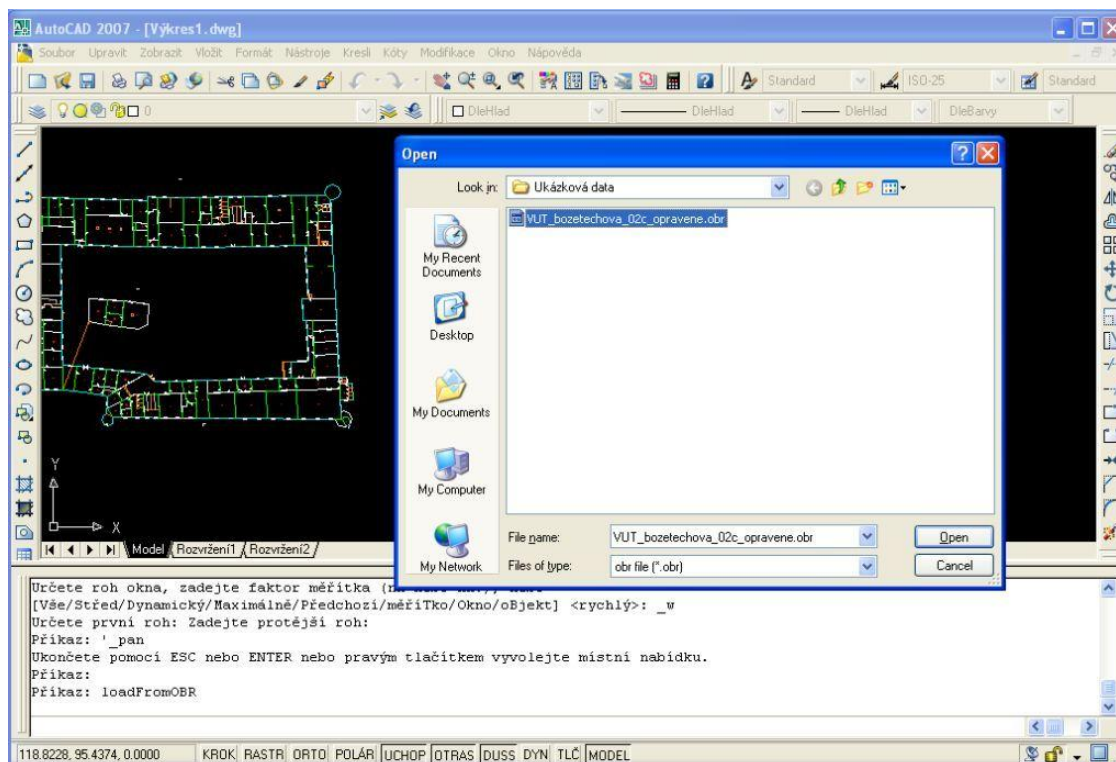 AutoCAD 2007 - [Výkres1.dwg]
Soubor Upravit Zobrazit Vložit Formát Nástroje Kresli Kóty Modifikace Okno Nápověda
Standard ISO-25 Standard
0 DleHlad DleHlad DleHlad DleBarvy
Open
Look in: Ukázková data
VUT_bozetechova_02c_opravene.obr
My Recent
Documents
Desktop
My Documents
My Computer
My Network
File name: VUT_bozetechova_02c_opravene.obr Open
Files of type: obr file (*.obr) Cancel
Y
X
Model Rozvržení1 Rozvržení2
Určete roh okna, zadejte faktor měřítka
[Vše/Střed/Dynamický/Maximálně/Předchozí/měříTko/Okno/oBjekt] <rychlý>: _w
Určete první roh: Zadejte protější roh:
Příkaz: '_pan
Ukončete pomocí ESC nebo ENTER nebo pravým tlačítkem vyvolejte místní nabídku.
Příkaz:
Příkaz: loadFromOBR
118.8228, 95.4374, 0.0000 KROK RASTR ORTO POLÁR UCHOP OTRAS DUSS DYN TLČ MODEL